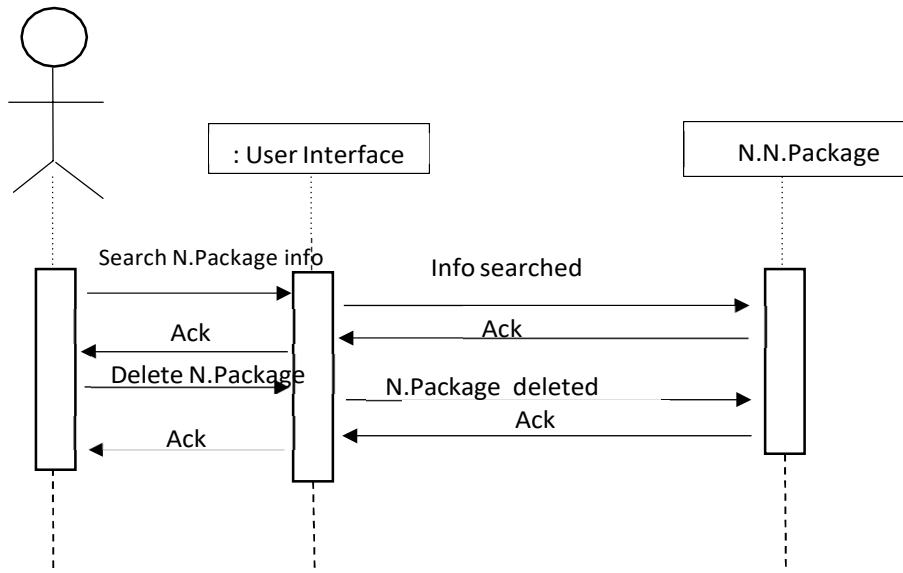 : User Interface
N.N.Package
Search N.Package info
Info searched
Ack
Ack
Delete N.Package
N.Package deleted
Ack
Ack